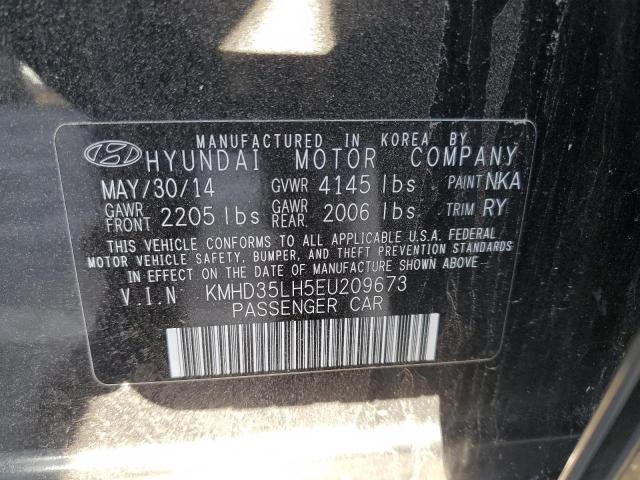 MANUFACTURED IN KOREA BY
HYUNDAI MOTOR COMPANY
MAY/30/14 GVWR 4145 lbs PAINT NKA
GAWR FRONT 2205 lbs GAWR REAR. 2006 lbs TRIM RY
THIS VEHICLE CONFORMS TO ALL APPLICABLE U.S.A. FEDERAL
MOTOR VEHICLE SAFETY, BUMPER, AND THEFT PREVENTION STANDARDS
IN EFFECT ON THE DATE OF MANUFACTURE SHOWN ABOVE.
V.I.N KMHD35LH5EU209673
PASSENGER CAR